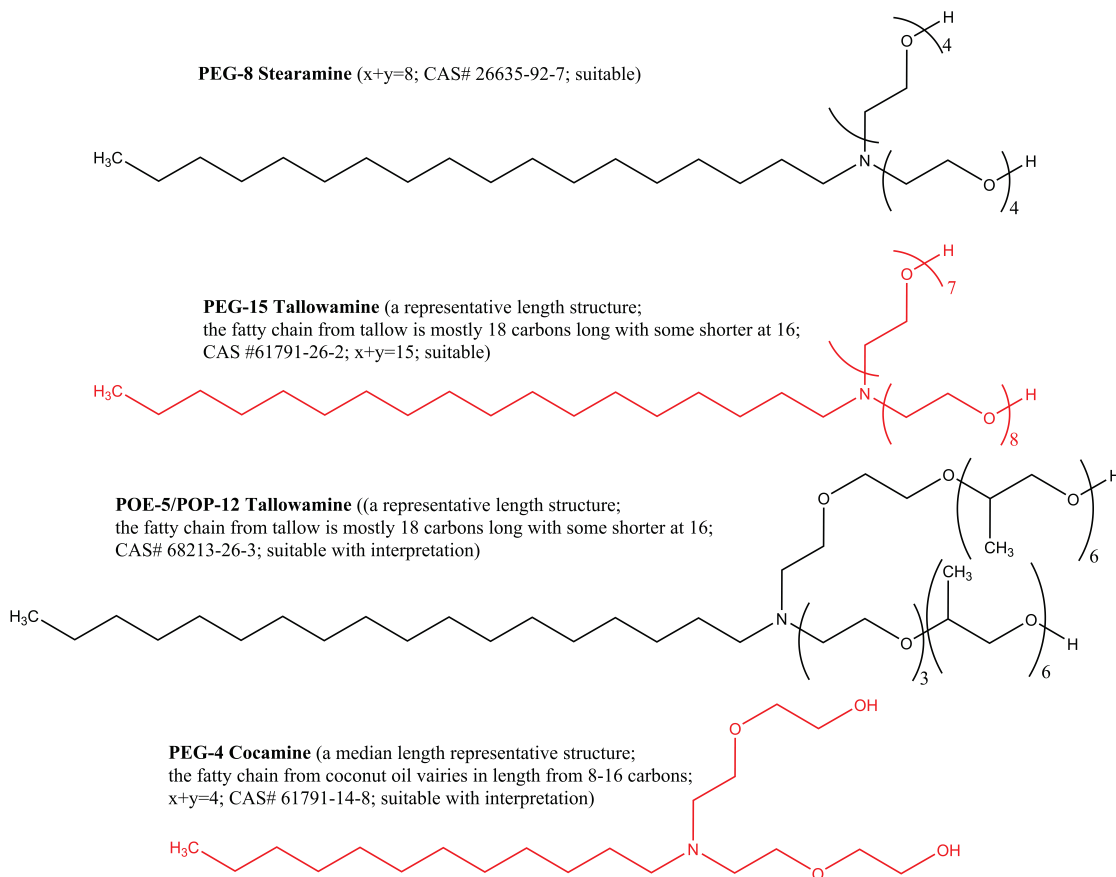 H
O
4
PEG-8 Stearamine (x+y=8; CAS# 26635-92-7; suitable)
H₃C
N
H
O
4
H
O
7
PEG-15 Tallowamine (a representative length structure;
the fatty chain from tallow is mostly 18 carbons long with some shorter at 16;
CAS #61791-26-2; x+y=15; suitable)
H₃C
N
H
O
8
POE-5/POP-12 Tallowamine ((a representative length structure;
the fatty chain from tallow is mostly 18 carbons long with some shorter at 16;
CAS# 68213-26-3; suitable with interpretation)
O
O
O
H
CH₃
6
CH₃
H₃C
N
O
O
H
3
6
PEG-4 Cocamine (a median length representative structure;
the fatty chain from coconut oil vairies in length from 8-16 carbons;
x+y=4; CAS# 61791-14-8; suitable with interpretation)
OH
O
H₃C
N
O
OH